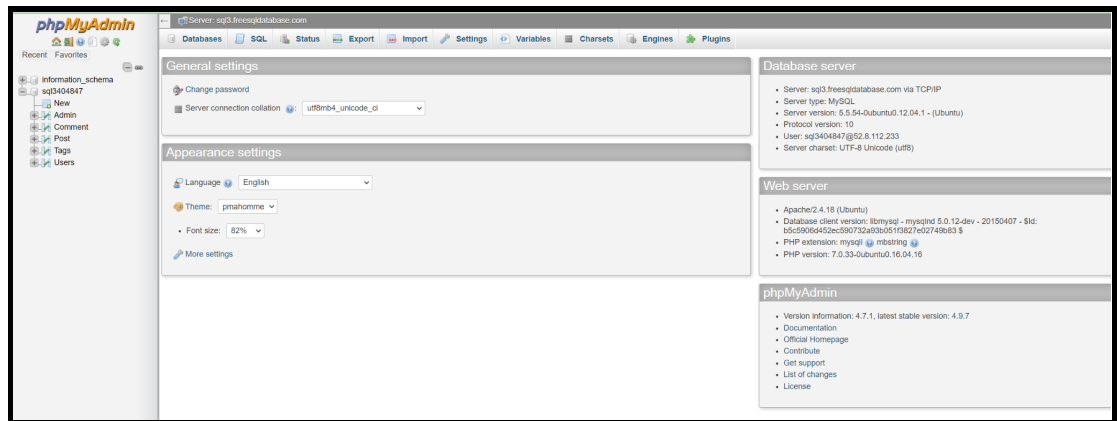 phpMyAdmin
Recent Favorites
information_schema
sql3404847
New
Admin
Comment
Post
Tags
Users
Server: sql3.freesqldatabase.com
Databases SQL Status Export Import Settings Variables Charsets Engines Plugins
General settings
Change password
Server connection collation : utf8mb4_unicode_ci
Appearance settings
Language English
Theme: pmahomme
Font size: 82%
More settings
Database server
Server: sql3.freesqldatabase.com via TCP/IP
Server type: MySQL
Server version: 5.5.54-0ubuntu0.12.04.1 - (Ubuntu)
Protocol version: 10
User: sql3404847@52.8.112.233
Server charset: UTF-8 Unicode (utf8)
Web server
Apache/2.4.18 (Ubuntu)
Database client version: libmysql - mysqlnd 5.0.12-dev - 20150407 - $Id:
b5c5906d452ec590732a93b051f3827e02749b83 $
PHP extension: mysqli mbstring
PHP version: 7.0.33-0ubuntu0.16.04.16
phpMyAdmin
Version information: 4.7.1, latest stable version: 4.9.7
Documentation
Official Homepage
Contribute
Get support
List of changes
License